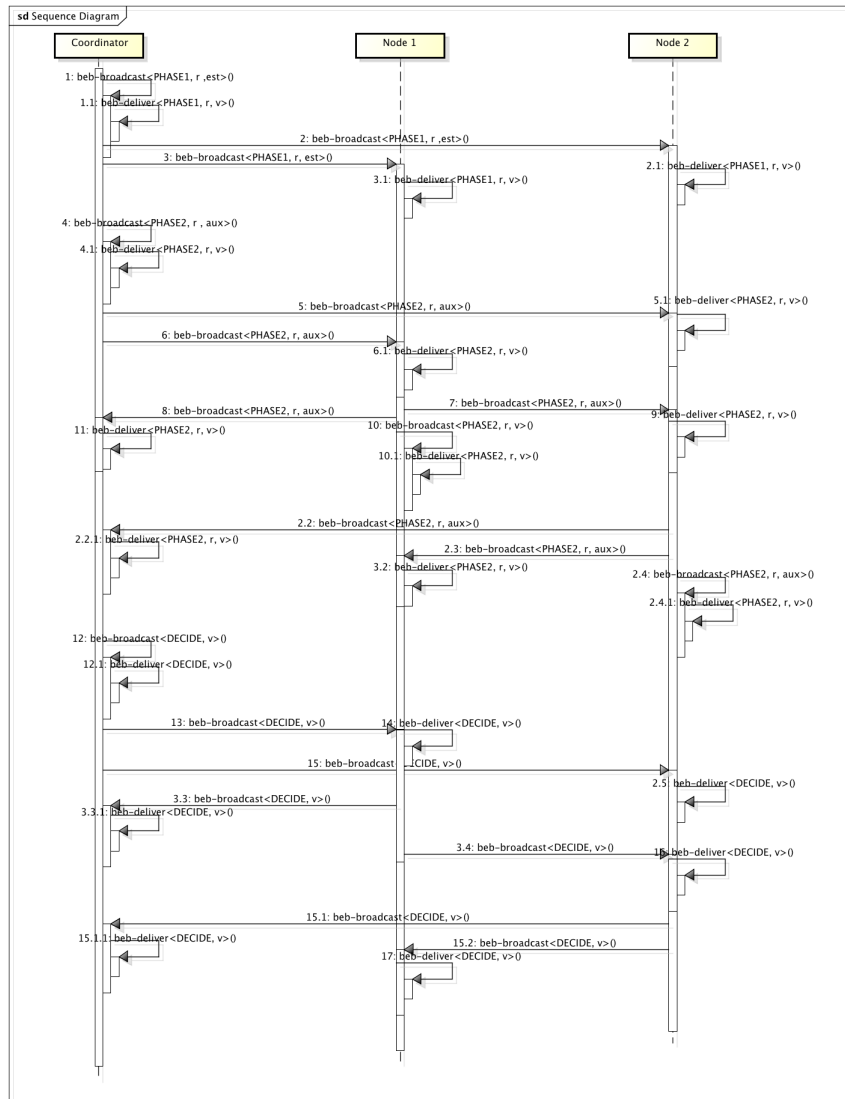 sd Sequence Diagram
Coordinator
Node 1
Node 2
1: beb-broadcast<PHASE1, r ,est>()
1.1: beb-deliver<PHASE1, r, v>()
2: beb-broadcast<PHASE1, r ,est>()
3: beb-broadcast<PHASE1, r, est>()
2.1: beb-deliver<PHASE1, r, v>()
3.1: beb-deliver<PHASE1, r, v>()
4: beb-broadcast<PHASE2, r , aux>()
4.1: beb-deliver<PHASE2, r, v>()
5: beb-broadcast<PHASE2, r, aux>()
5.1: beb-deliver<PHASE2, r, v>()
6: beb-broadcast<PHASE2, r, aux>()
6.1: beb-deliver<PHASE2, r, v>()
7: beb-broadcast<PHASE2, r, aux>()
8: beb-broadcast<PHASE2, r, aux>()
9: beb-deliver<PHASE2, r, v>()
11: beb-deliver<PHASE2, r, v>()
10: beb-broadcast<PHASE2, r, v>()
10.1: beb-deliver<PHASE2, r, v>()
2.2: beb-broadcast<PHASE2, r, aux>()
2.2.1: beb-deliver<PHASE2, r, v>()
2.3: beb-broadcast<PHASE2, r, aux>()
3.2: beb-deliver<PHASE2, r, v>()
2.4: beb-broadcast<PHASE2, r, aux>()
2.4.1: beb-deliver<PHASE2, r, v>()
12: beb-broadcast<DECIDE, v>()
12.1: beb-deliver<DECIDE, v>()
13: beb-broadcast<DECIDE, v>()
14: beb-deliver<DECIDE, v>()
15: beb-broadcast<DECIDE, v>()
2.5: beb-deliver<DECIDE, v>()
3.3: beb-broadcast<DECIDE, v>()
3.3.1: beb-deliver<DECIDE, v>()
3.4: beb-broadcast<DECIDE, v>()
16: beb-deliver<DECIDE, v>()
15.1: beb-broadcast<DECIDE, v>()
15.1.1: beb-deliver<DECIDE, v>()
15.2: beb-broadcast<DECIDE, v>()
17: beb-deliver<DECIDE, v>()